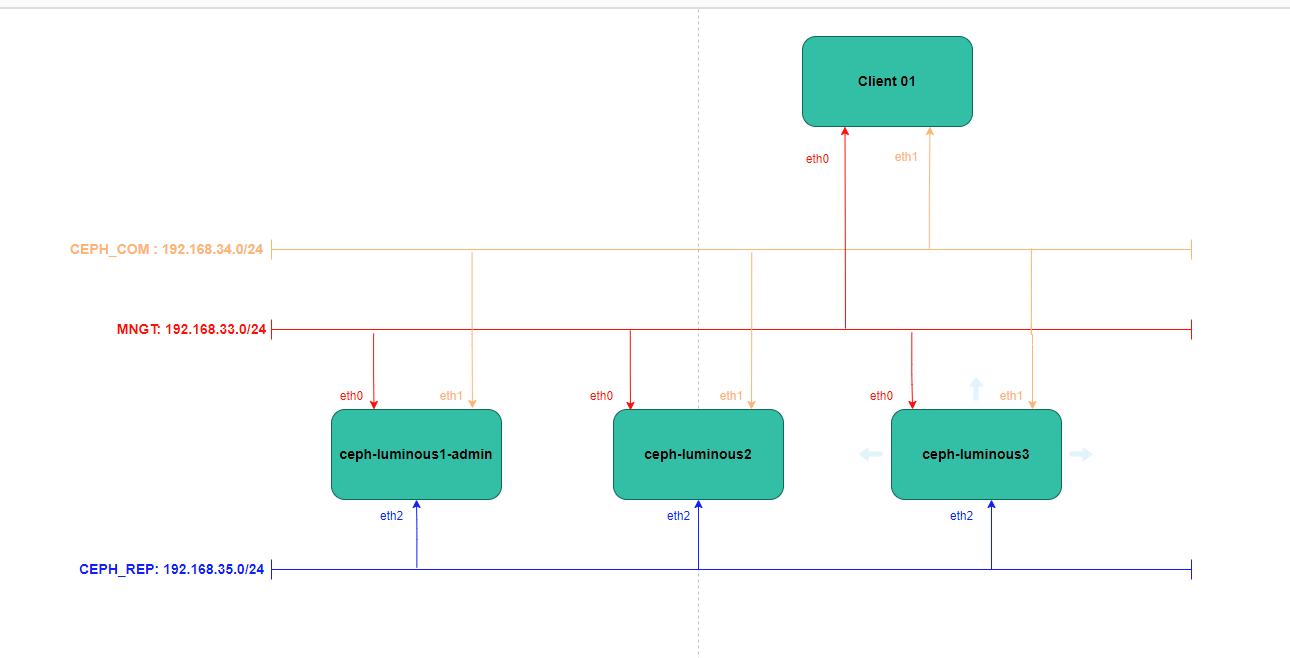 Client 01
eth0
eth1
CEPH_COM : 192.168.34.0/24
MNGT: 192.168.33.0/24
eth0
eth1
eth0
eth1
eth0
eth1
ceph-luminous1-admin
ceph-luminous2
ceph-luminous3
eth2
eth2
eth2
CEPH_REP: 192.168.35.0/24